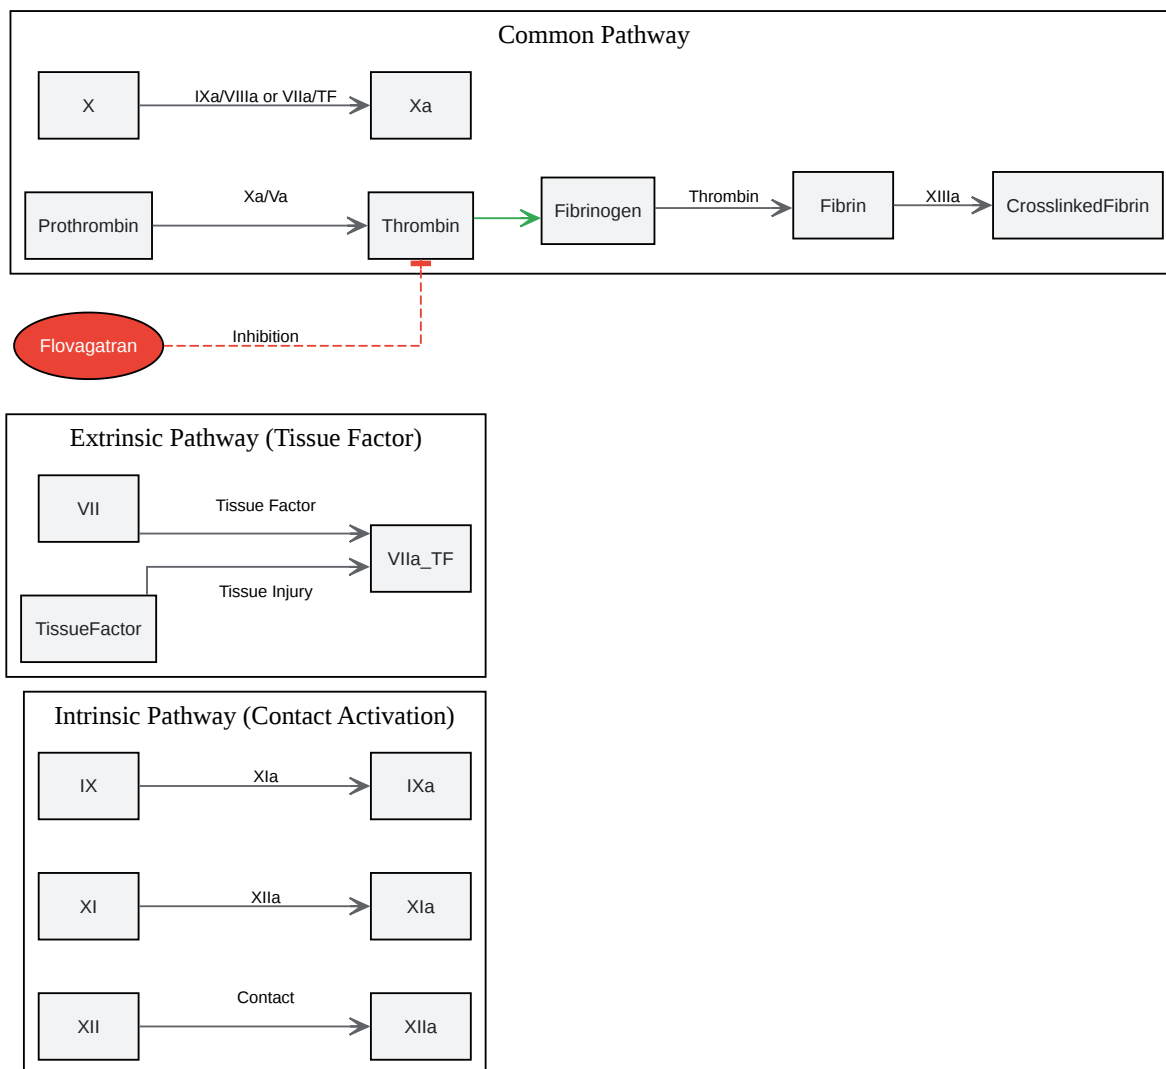 Common Pathway
X
IXa/VIIIa or VIIa/TF
Xa
Prothrombin
Xa/Va
Thrombin
Fibrinogen
Thrombin
Fibrin
XIIIa
CrosslinkedFibrin
Flovagatran
Inhibition
Extrinsic Pathway (Tissue Factor)
VII
Tissue Factor
VIIa_TF
Tissue Injury
TissueFactor
Intrinsic Pathway (Contact Activation)
IX
XIa
IXa
XI
XIIa
XIa
XII
Contact
XIIa